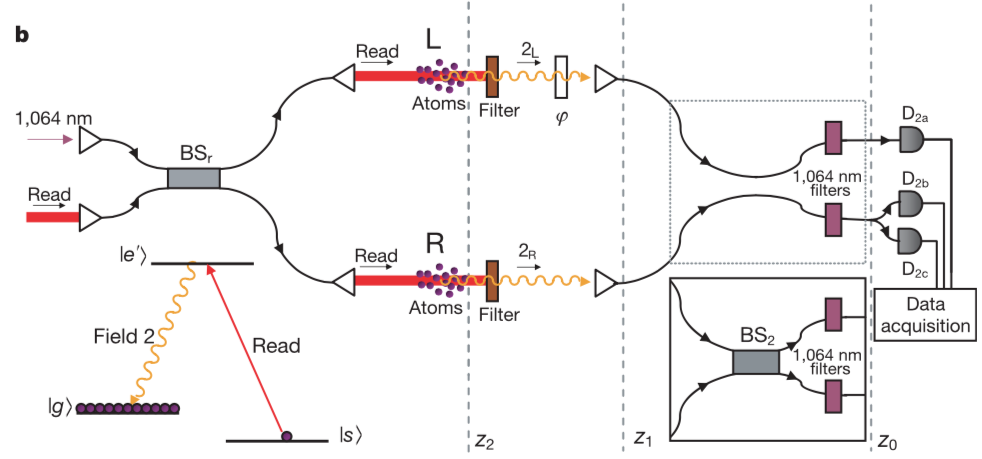 b
1,064 nm
Read
BSr
Read
L
Atoms
Filter
2L
φ
Read
R
Atoms
Filter
2R
|e′⟩
Field 2
Read
|g⟩
|s⟩
z2
z1
z0
1,064 nm
filters
BS2
1,064 nm
filters
D2a
D2b
D2c
Data
acquisition